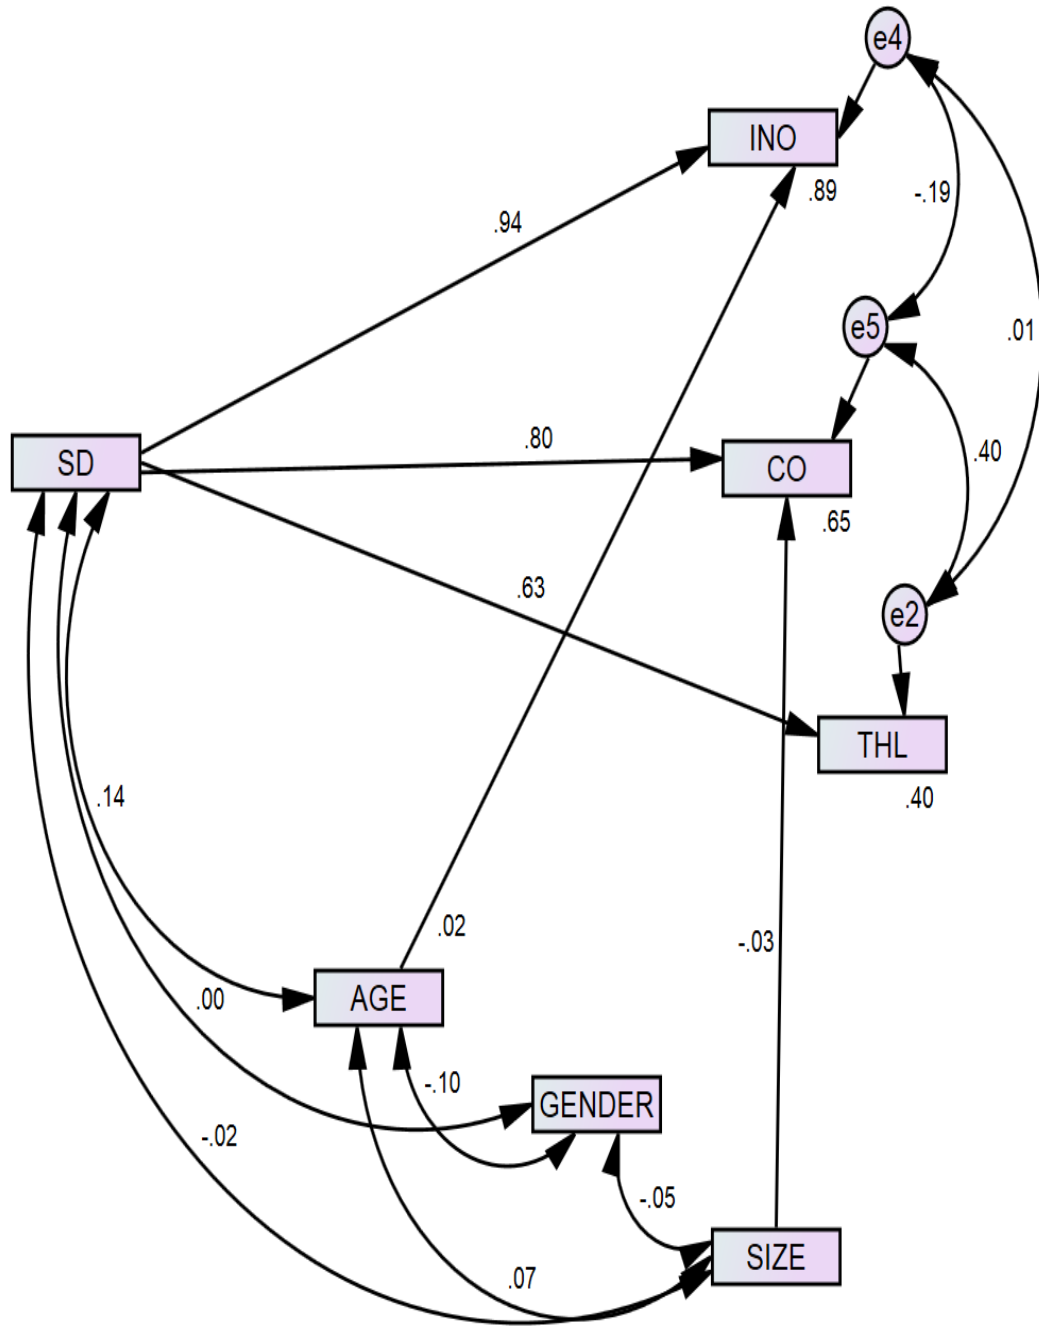 e4
INO
.89
-.19
.94
e5
.01
.80
SD
CO
.40
.65
.63
e2
THL
.14
.40
.02
-.03
AGE
.00
-.10
GENDER
-.02
-.05
SIZE
.07